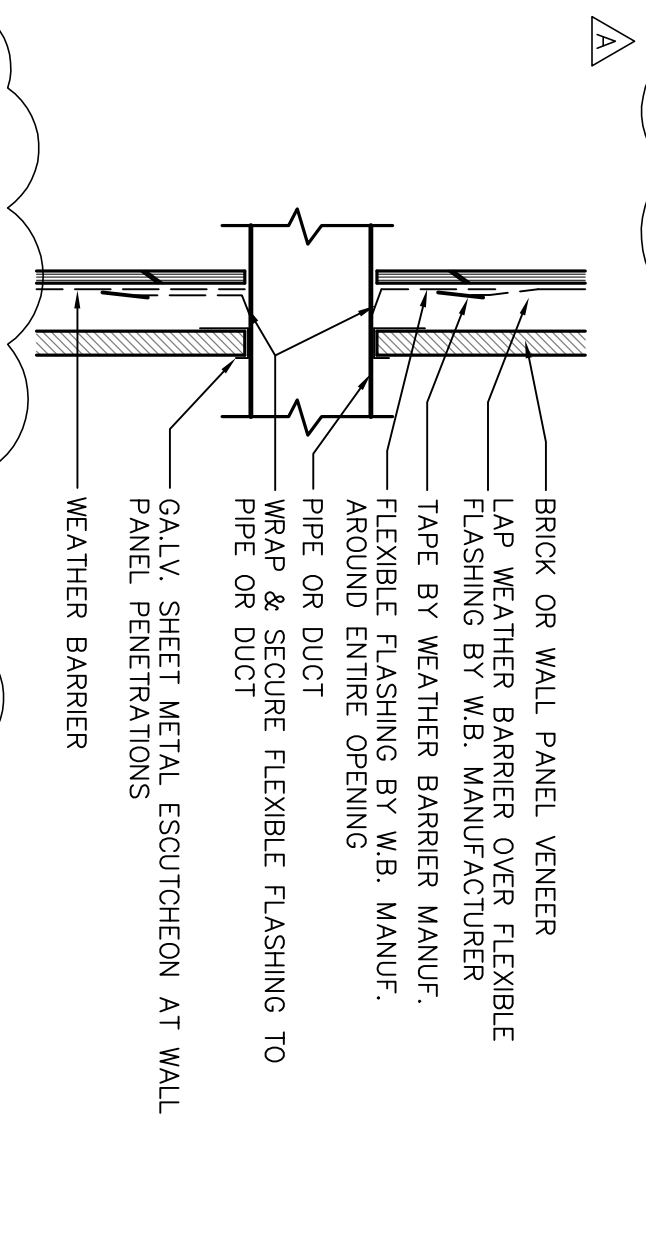 A
BRICK OR WALL PANEL VENEER
LAP WEATHER BARRIER OVER FLEXIBLE
FLASHING BY W.B. MANUFACTURER
TAPE BY WEATHER BARRIER MANUF.
FLEXIBLE FLASHING BY W.B. MANUF.
AROUND ENTIRE OPENING
PIPE OR DUCT
WRAP & SECURE FLEXIBLE FLASHING TO
PIPE OR DUCT
GA.LV. SHEET METAL ESCUTCHEON AT WALL
PANEL PENETRATIONS
WEATHER BARRIER